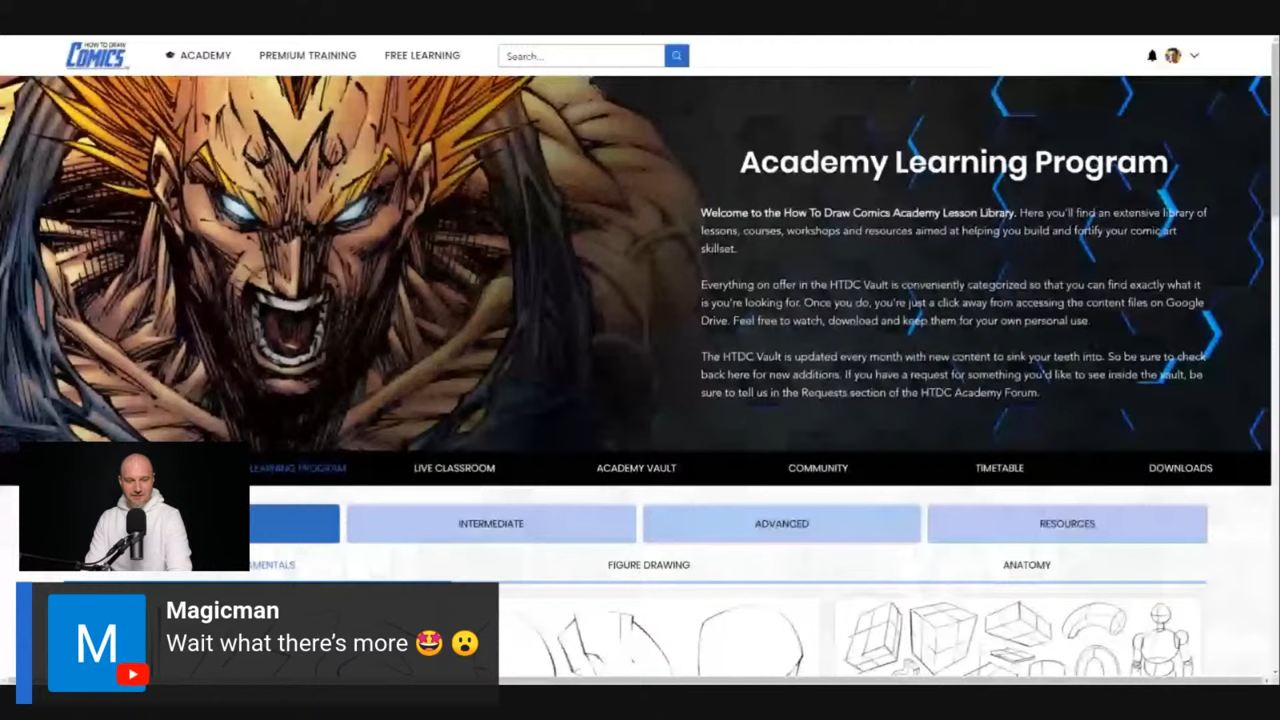 HOW TO DRAW
COMICS
ACADEMY
PREMIUM TRAINING
FREE LEARNING
Search...
Academy Learning Program
Welcome to the How To Draw Comics Academy Lesson Library. Here you'll find an extensive library of
lessons, courses, workshops and resources aimed at helping you build and fortify your comic art
skillset.
Everything on offer in the HTDC Vault is conveniently categorized so that you can find exactly what it
is you're looking for. Once you do, you're just a click away from accessing the content files on Google
Drive. Feel free to watch, download and keep them for your own personal use.
The HTDC Vault is updated every month with new content to sink your teeth into. So be sure to check
back here for new additions. If you have a request for something you'd like to see inside the vault, be
sure to tell us in the Requests section of the HTDC Academy Forum.
LEARNING PROGRAM
LIVE CLASSROOM
ACADEMY VAULT
COMMUNITY
TIMETABLE
DOWNLOADS
INTERMEDIATE
ADVANCED
RESOURCES
AMENTALS
FIGURE DRAWING
ANATOMY
M
Magicman
Wait what there's more 🤩 😮